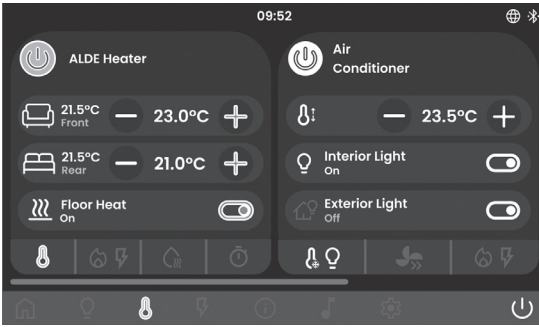 09:52
ALDE Heater
21.5°C
Front
23.0°C
21.5°C
Rear
21.0°C
Floor Heat
On
Air
Conditioner
23.5°C
Interior Light
On
Exterior Light
Off